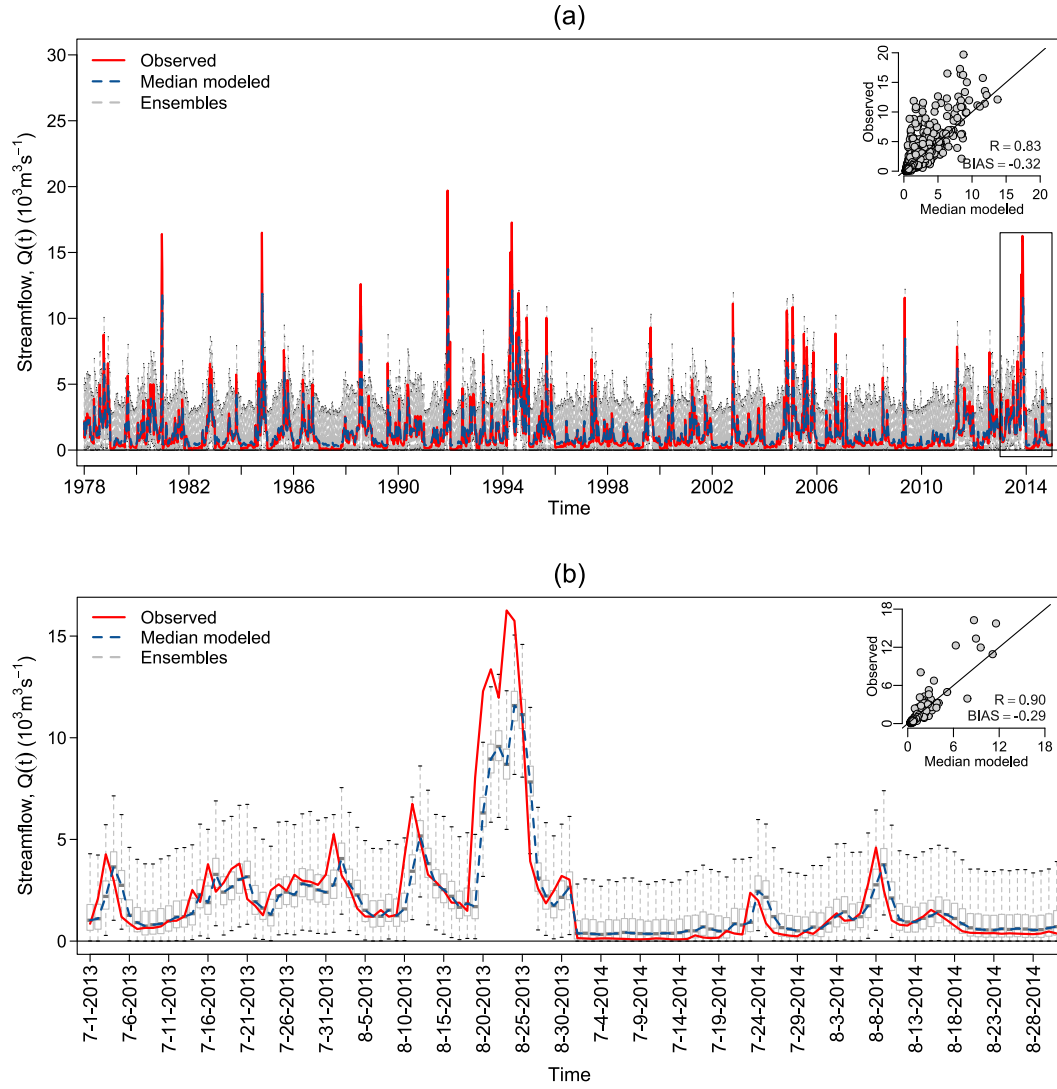 (a)
Streamflow, Q(t) (10³m³s⁻¹)
30
25
20
15
10
5
0
Observed
Median modeled
Ensembles
Observed
20
15
10
5
0
R = 0.83
BIAS = -0.32
0 5 10 15 20
Median modeled
1978 1982 1986 1990 1994 1998 2002 2006 2010 2014
Time
(b)
Streamflow, Q(t) (10³m³s⁻¹)
15
10
5
0
Observed
Median modeled
Ensembles
Observed
18
12
6
0
R = 0.90
BIAS = -0.29
0 6 12 18
Median modeled
7-1-2013
7-6-2013
7-11-2013
7-16-2013
7-21-2013
7-26-2013
7-31-2013
8-5-2013
8-10-2013
8-15-2013
8-20-2013
8-25-2013
8-30-2013
7-4-2014
7-9-2014
7-14-2014
7-19-2014
7-24-2014
7-29-2014
8-3-2014
8-8-2014
8-13-2014
8-18-2014
8-23-2014
8-28-2014
Time